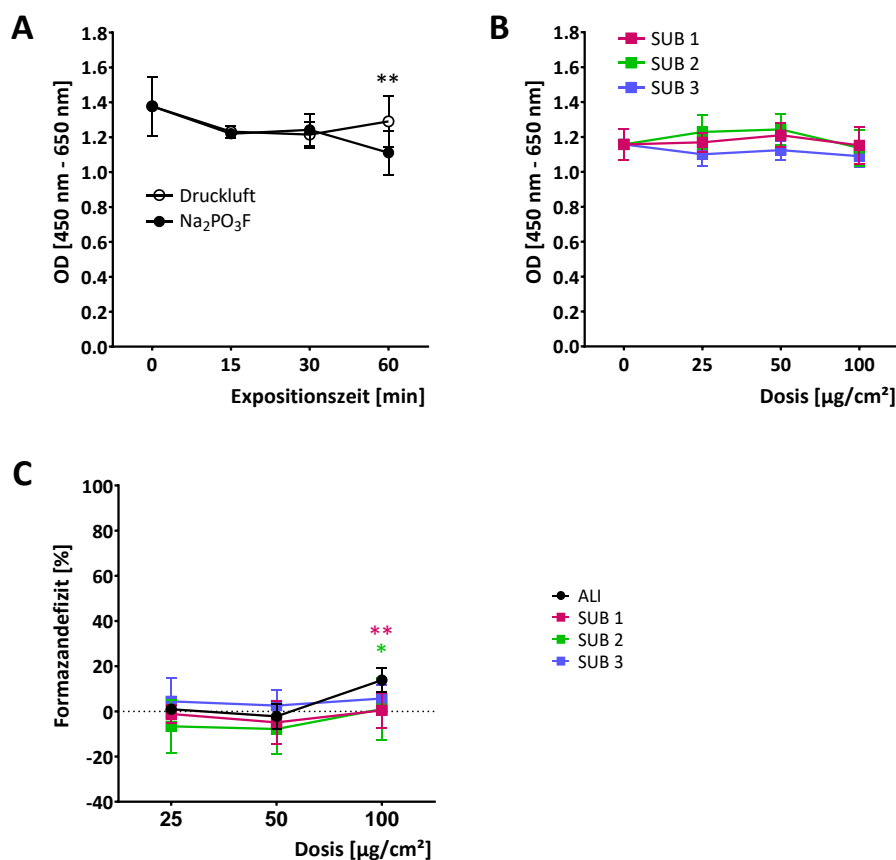 A
1.8
1.6
1.4
1.2
1.0
0.8
0.6
0.4
0.2
0.0
OD [450 nm - 650 nm]
**
Druckluft
Na₂PO₃F
0 15 30 60
Expositionszeit [min]
B
1.8
1.6
1.4
1.2
1.0
0.8
0.6
0.4
0.2
0.0
OD [450 nm - 650 nm]
SUB 1
SUB 2
SUB 3
0 25 50 100
Dosis [µg/cm²]
C
100
80
60
40
20
0
-20
-40
Formazandefizit [%]
**
*
25 50 100
Dosis [µg/cm²]
ALI
SUB 1
SUB 2
SUB 3